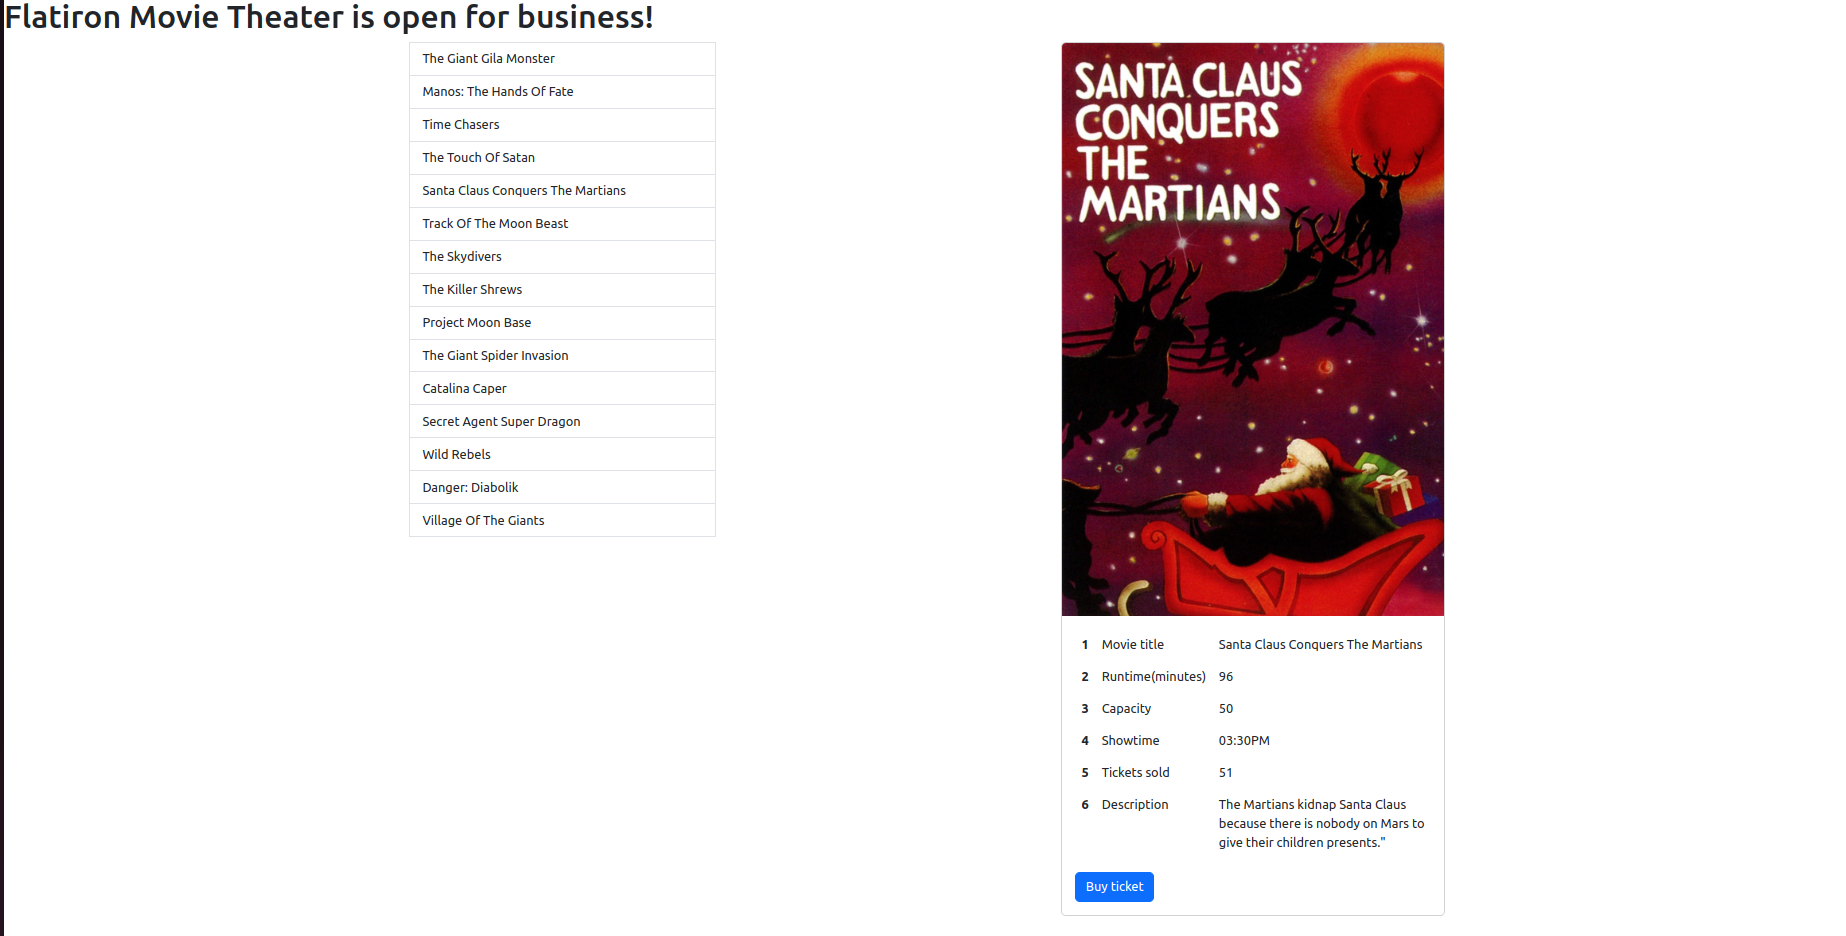 Flatiron Movie Theater is open for business!
The Giant Gila Monster
Manos: The Hands Of Fate
Time Chasers
The Touch Of Satan
Santa Claus Conquers The Martians
Track Of The Moon Beast
The Skydivers
The Killer Shrews
Project Moon Base
The Giant Spider Invasion
Catalina Caper
Secret Agent Super Dragon
Wild Rebels
Danger: Diabolik
Village Of The Giants
SANTA CLAUS
CONQUERS
THE
MARTIANS
1 Movie title Santa Claus Conquers The Martians
2 Runtime(minutes) 96
3 Capacity 50
4 Showtime 03:30PM
5 Tickets sold 51
6 Description The Martians kidnap Santa Claus
because there is nobody on Mars to
give their children presents."
Buy ticket